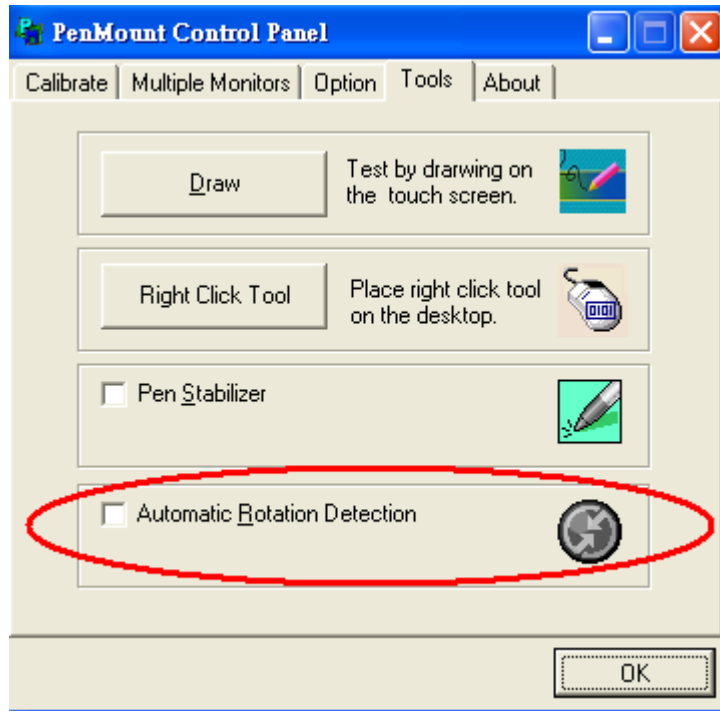 PenMount Control Panel
Calibrate Multiple Monitors Option Tools About
Draw
Test by drarwing on
the touch screen.
Right Click Tool
Place right click tool
on the desktop.
Pen Stabilizer
Automatic Rotation Detection
OK